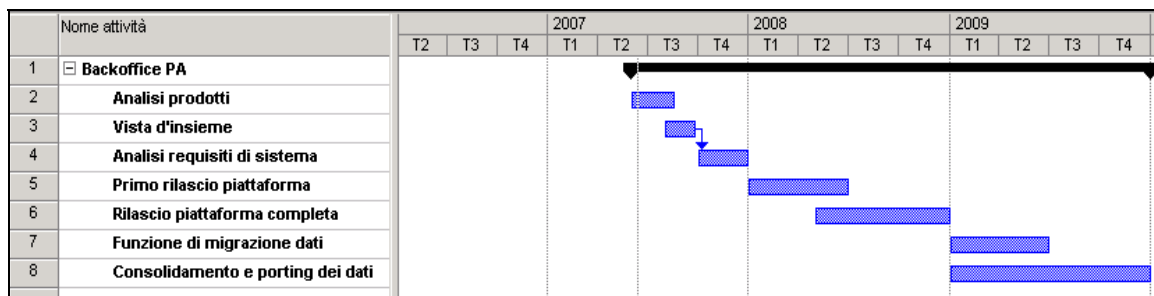 Nome attività
2007 2008 2009
T2 T3 T4 T1 T2 T3 T4 T1 T2 T3 T4 T1 T2 T3 T4
1 Backoffice PA
2 Analisi prodotti
3 Vista d'insieme
4 Analisi requisiti di sistema
5 Primo rilascio piattaforma
6 Rilascio piattaforma completa
7 Funzione di migrazione dati
8 Consolidamento e porting dei dati